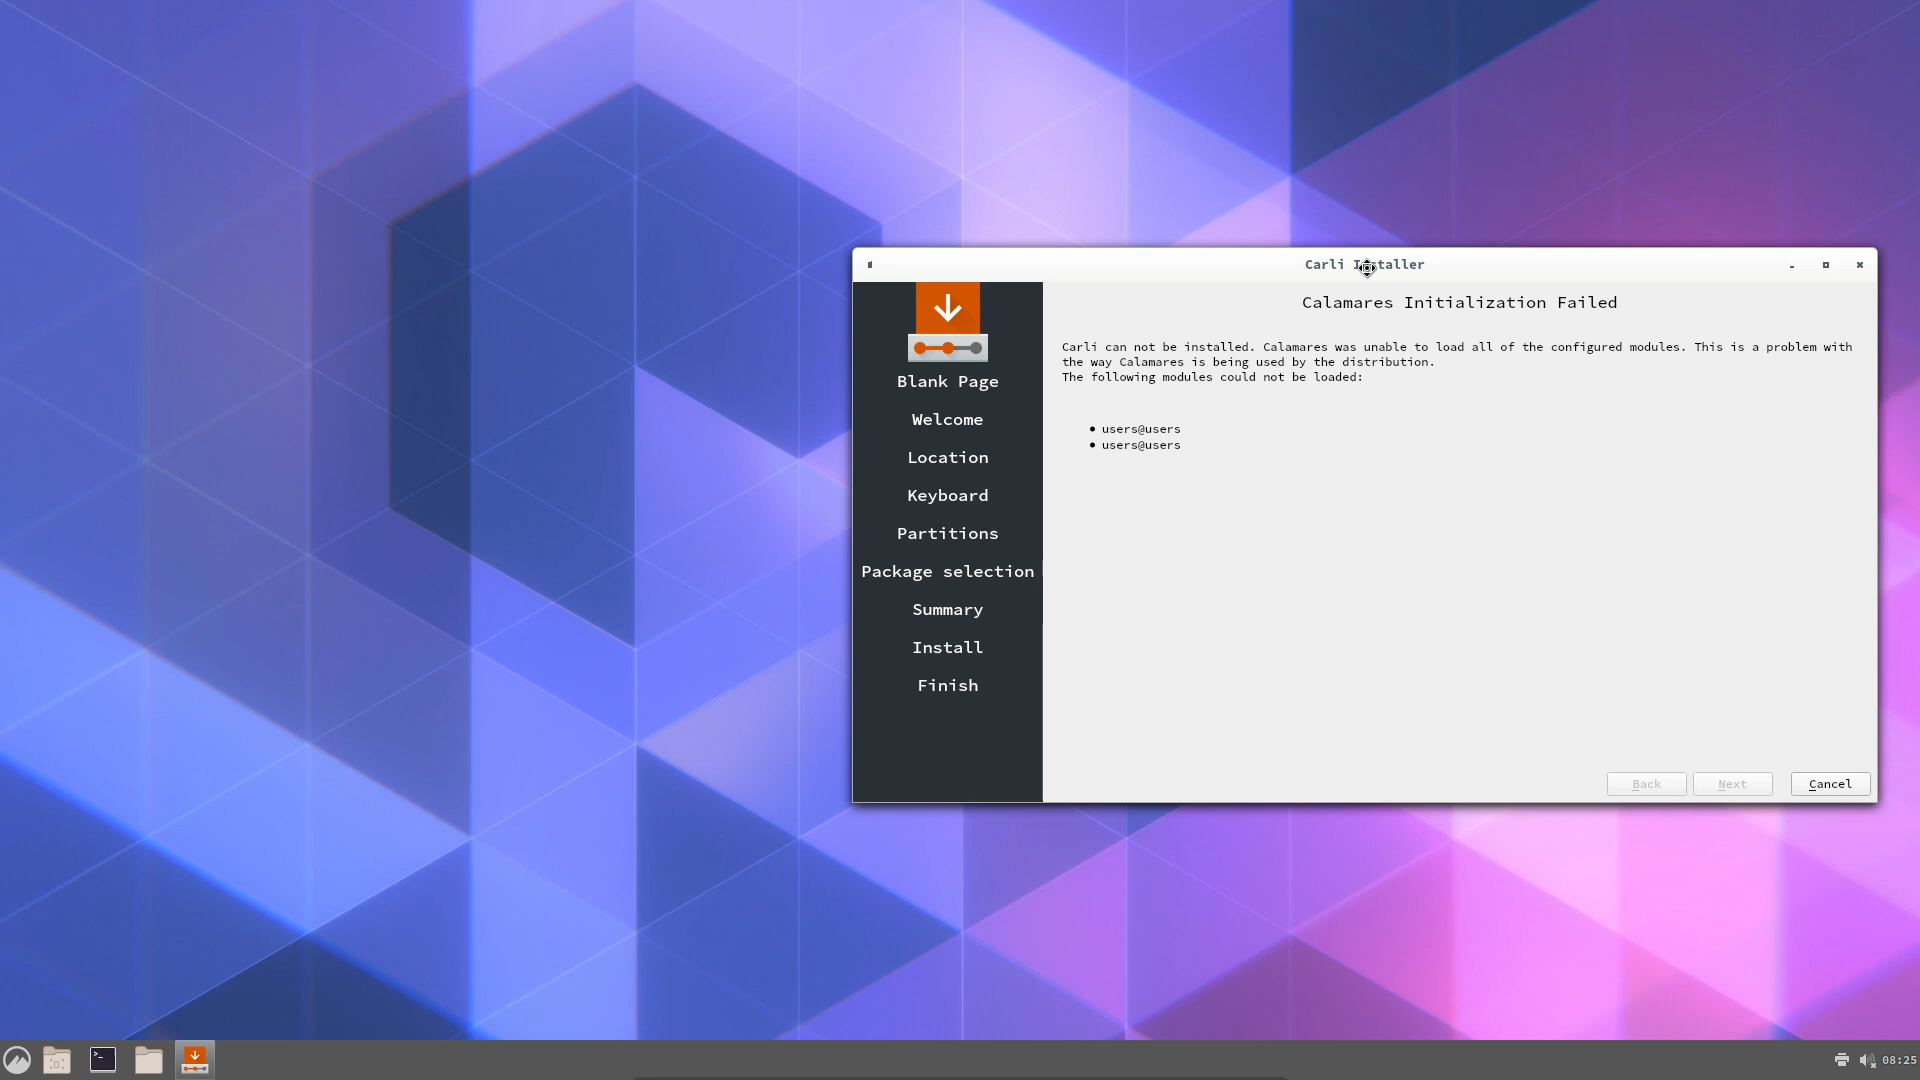 Carli Installer
Calamares Initialization Failed
Carli can not be installed. Calamares was unable to load all of the configured modules. This is a problem with
the way Calamares is being used by the distribution.
The following modules could not be loaded:
users@users
users@users
Blank Page
Welcome
Location
Keyboard
Partitions
Package selection
Summary
Install
Finish
Back
Next
Cancel
08:25